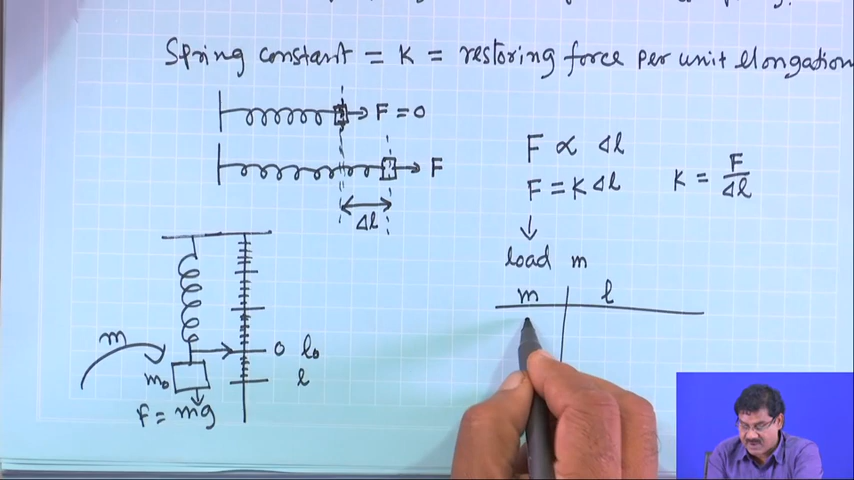 Spring constant = K = restoring force per unit elongation
F = 0
F
Δl
F ∝ Δl
F = K Δl
K = F/Δl
load m
m l
m
0 l₀
l
m₀
F = mg